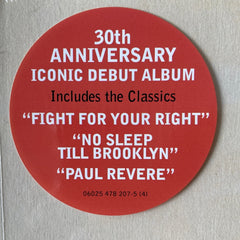 30th
ANNIVERSARY
ICONIC DEBUT ALBUM
Includes the Classics
"FIGHT FOR YOUR RIGHT"
"NO SLEEP
TILL BROOKLYN"
"PAUL REVERE"
06025 478 207-5 (4)